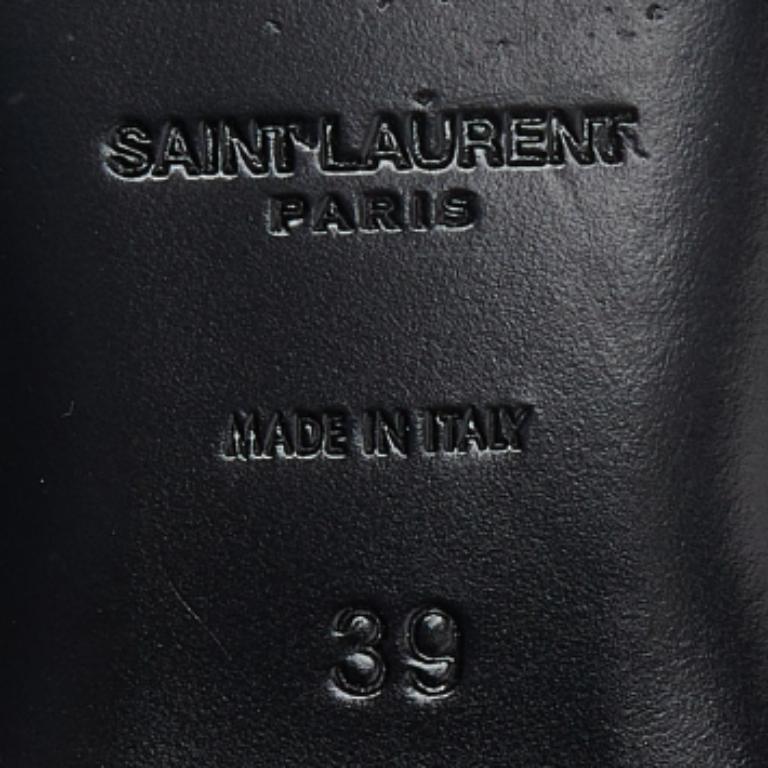 SAINT LAURENT
PARIS
MADE IN ITALY
39